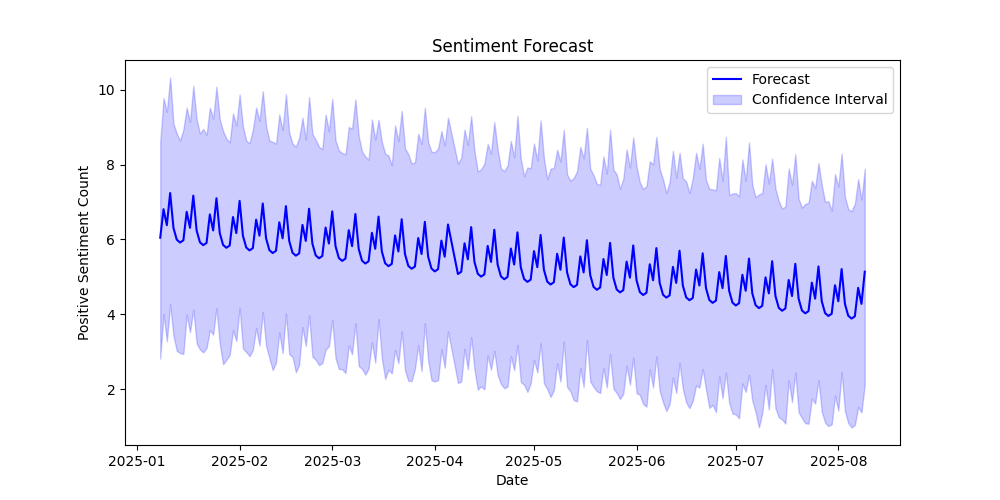 Sentiment Forecast
Forecast
Confidence Interval
Positive Sentiment Count
10
8
6
4
2
2025-01
2025-02
2025-03
2025-04
2025-05
2025-06
2025-07
2025-08
Date